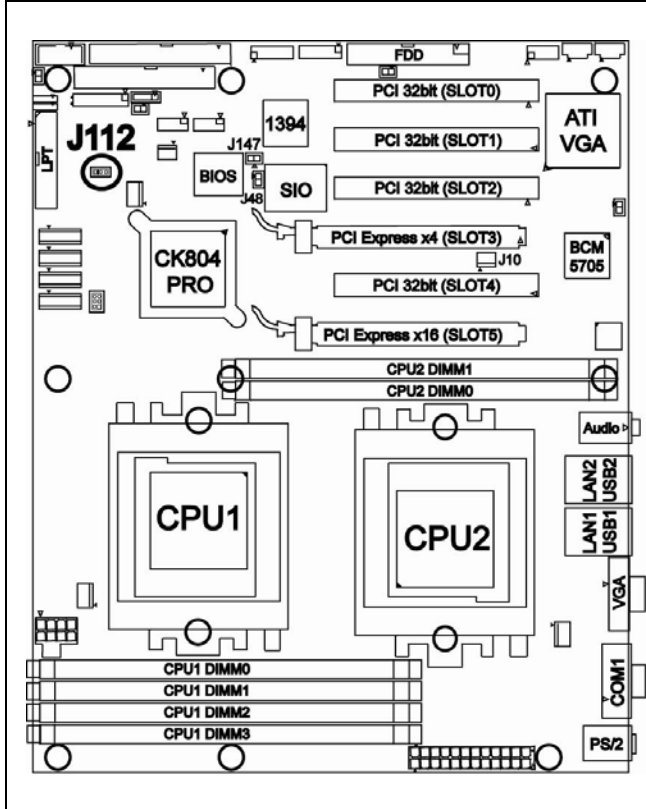 FDD
PCI 32bit (SLOT0)
ATI
VGA
1394
PCI 32bit (SLOT1)
J112
LPT
J147
BIOS
SIO
J48
PCI 32bit (SLOT2)
PCI Express x4 (SLOT3)
CK804
PRO
J10
BCM
5705
PCI 32bit (SLOT4)
PCI Express x16 (SLOT5)
CPU2 DIMM1
CPU2 DIMM0
Audio
LAN2
USB2
LAN1
USB1
CPU1
CPU2
VGA
CPU1 DIMM0
CPU1 DIMM1
CPU1 DIMM2
CPU1 DIMM3
COM1
PS/2